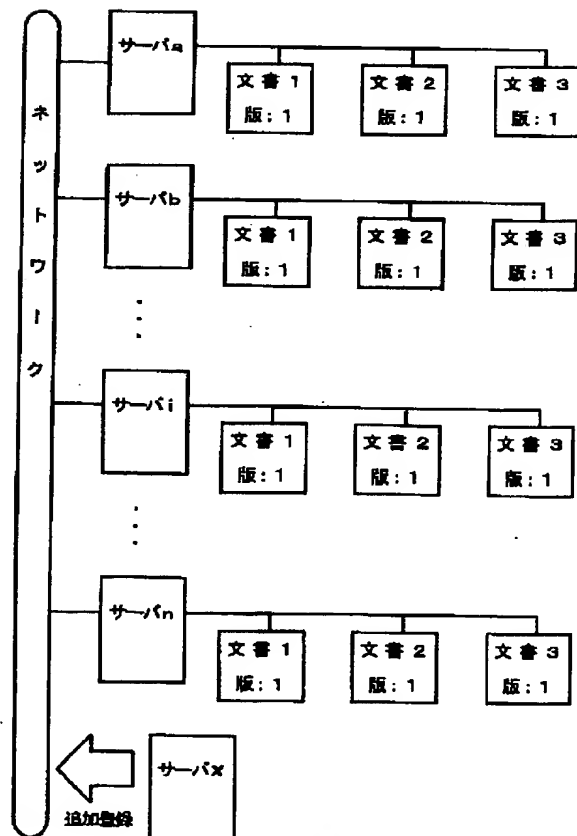 ネットワーク
サーバa
文書1
版:1
文書2
版:1
文書3
版:1
サーバb
文書1
版:1
文書2
版:1
文書3
版:1
サーバi
文書1
版:1
文書2
版:1
文書3
版:1
サーバn
文書1
版:1
文書2
版:1
文書3
版:1
サーバx
追加登録